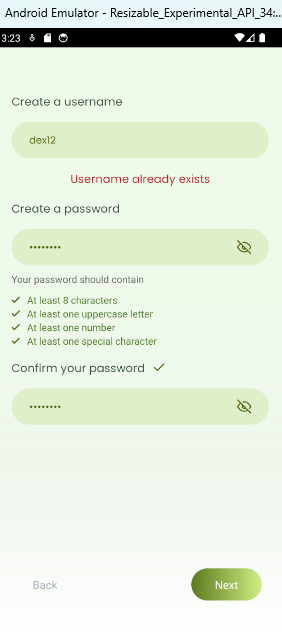 Android Emulator - Resizable_Experimental_API_34:...
3:23
Create a username
dex12
Username already exists
Create a password
••••••••
Your password should contain
At least 8 characters
At least one uppercase letter
At least one number
At least one special character
Confirm your password
••••••••
Back
Next